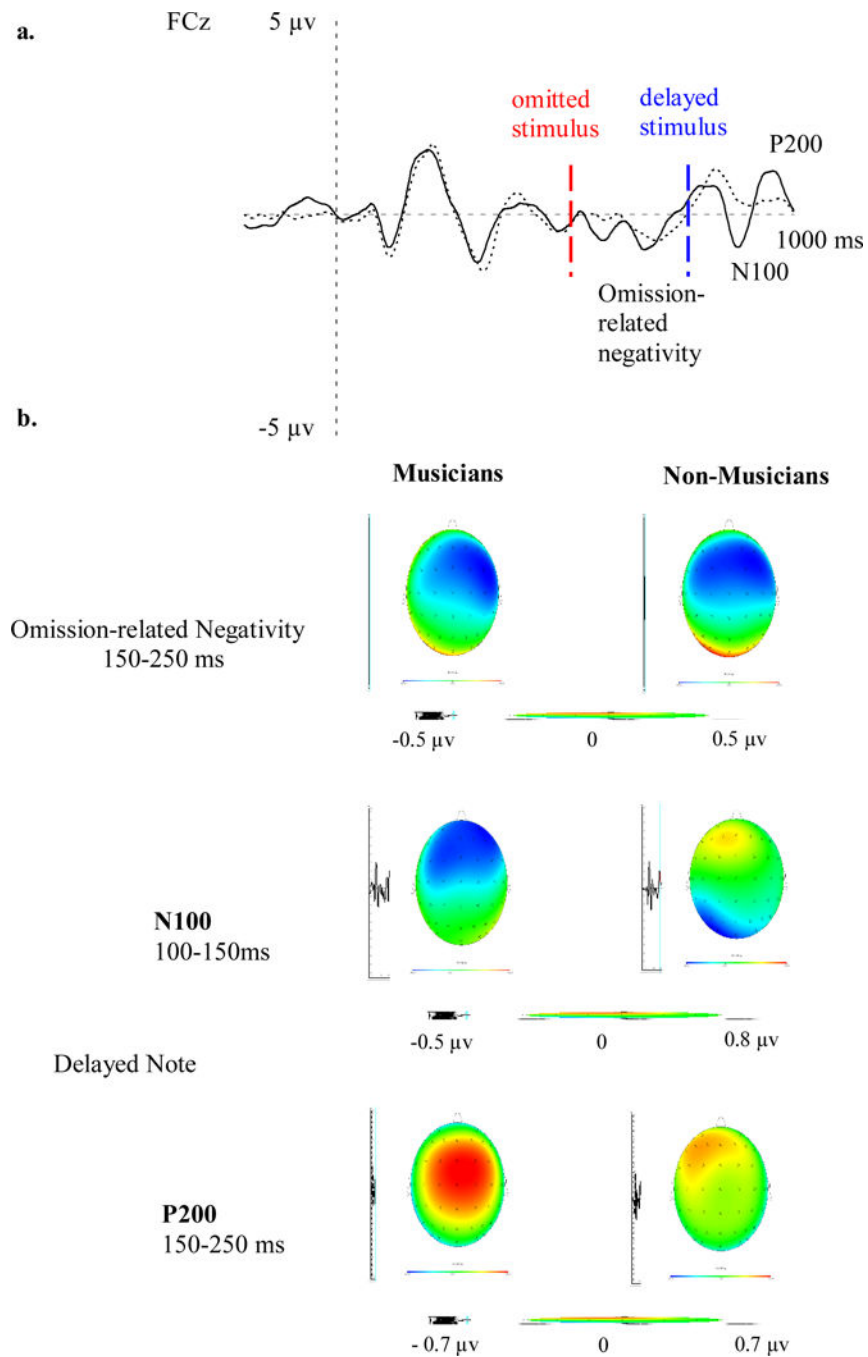 a.
FCz 5 µv
omitted stimulus
delayed stimulus
P200
1000 ms
N100
Omission-related negativity
-5 µv
b.
Musicians Non-Musicians
Omission-related Negativity
150-250 ms
-0.5 µv 0 0.5 µv
N100
100-150ms
-0.5 µv 0 0.8 µv
Delayed Note
P200
150-250 ms
- 0.7 µv 0 0.7 µv